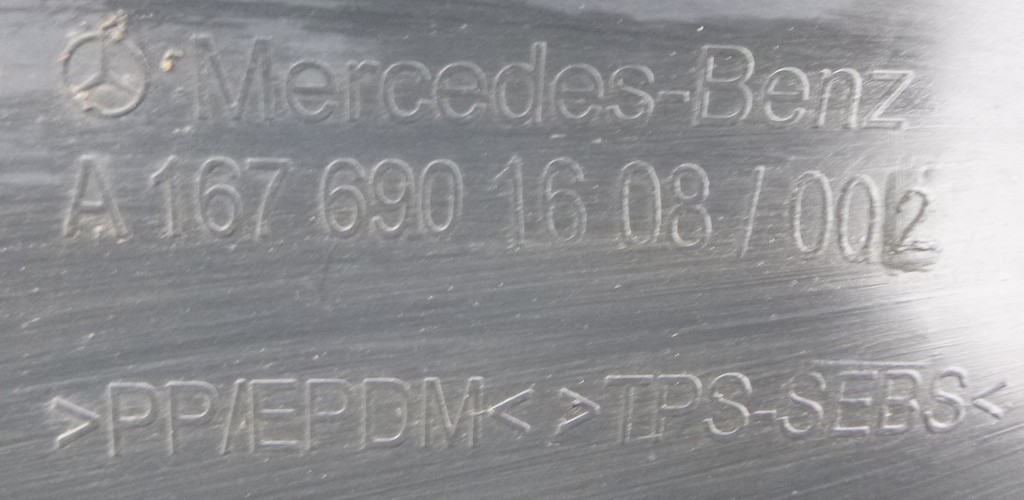 Mercedes-Benz
A 167 690 16 08 / 002
>PP/EPDM< >TPS-SEBS<